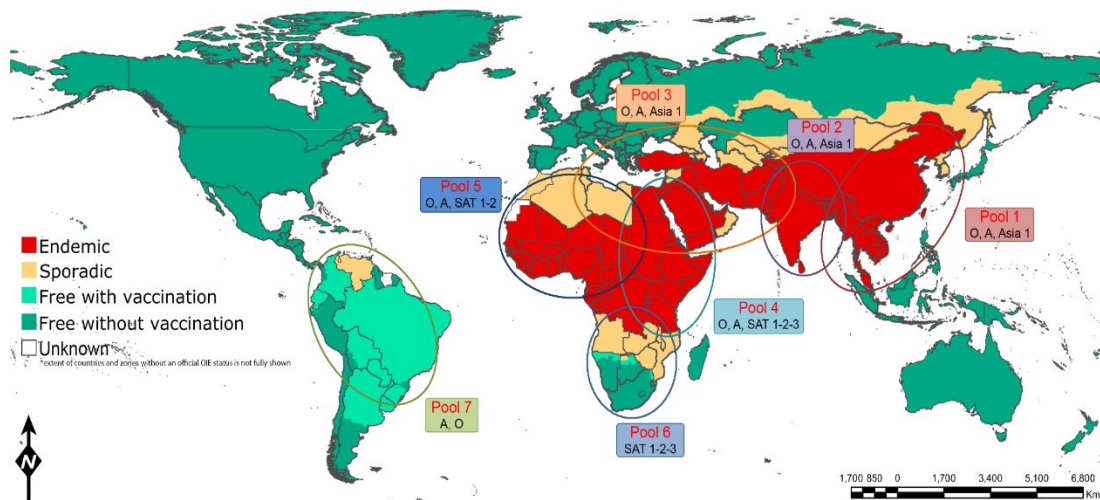 Pool 3
O, A, Asia 1
Pool 2
O, A, Asia 1
Pool 5
O, A, SAT 1-2
Pool 1
O, A, Asia 1
Endemic
Sporadic
Free with vaccination
Free without vaccination
Unknown
*extent of countries and zones without an official OIE status is not fully shown
Pool 4
O, A, SAT 1-2-3
Pool 7
A, O
Pool 6
SAT 1-2-3
N
1,700 850 0 1,700 3,400 5,100 6,800
Km